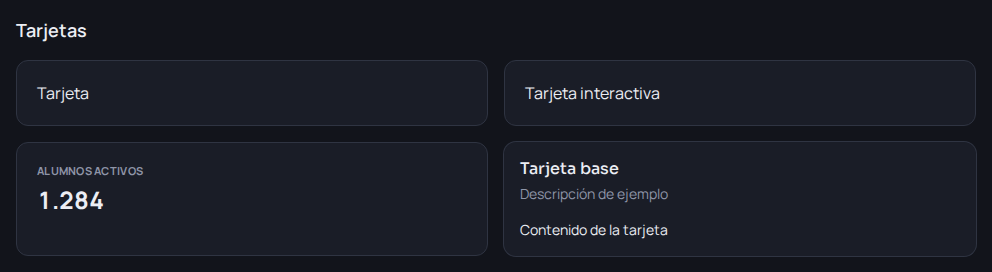 Tarjetas
Tarjeta
Tarjeta interactiva
ALUMNOS ACTIVOS
1.284
Tarjeta base
Descripción de ejemplo
Contenido de la tarjeta